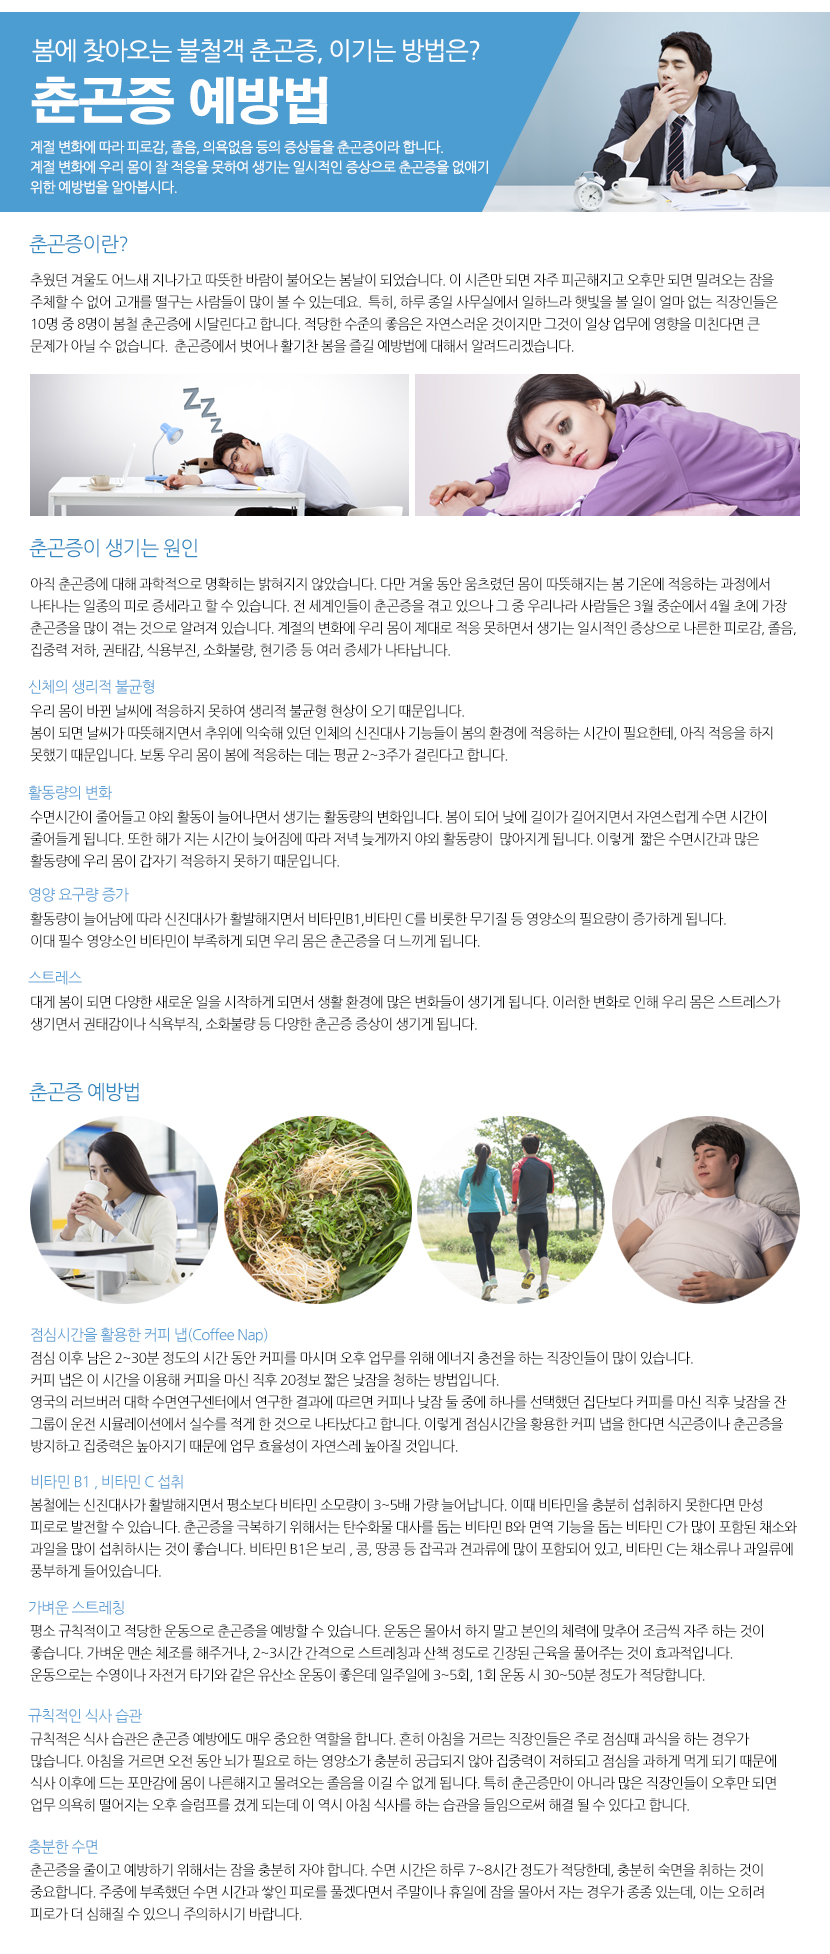 봄에 찾아오는 불철객 춘곤증, 이기는 방법은?
춘곤증 예방법
계절 변화에 따라 피로감, 졸음, 의욕없음 등의 증상들을 춘곤증이라 합니다.
계절 변화에 우리 몸이 잘 적응을 못하여 생기는 일시적인 증상으로 춘곤증을 없애기
위한 예방법을 알아봅시다.
춘곤증이란?
추웠던 겨울도 어느새 지나가고 따뜻한 바람이 불어오는 봄날이 되었습니다. 이 시즌만 되면 자주 피곤해지고 오후만 되면 밀려오는 잠을
주체할 수 없어 고개를 떨구는 사람들이 많이 볼 수 있는데요. 특히, 하루 종일 사무실에서 일하느라 햇빛을 볼 일이 얼마 없는 직장인들은
10명 중 8명이 봄철 춘곤증에 시달린다고 합니다. 적당한 수준의 졸음은 자연스러운 것이지만 그것이 일상 업무에 영향을 미친다면 큰
문제가 아닐 수 없습니다. 춘곤증에서 벗어나 활기찬 봄을 즐길 예방법에 대해서 알려드리겠습니다.
ZZZ
춘곤증이 생기는 원인
아직 춘곤증에 대해 과학적으로 명확히는 밝혀지지 않았습니다. 다만 겨울 동안 움츠렸던 몸이 따뜻해지는 봄 기온에 적응하는 과정에서
나타나는 일종의 피로 증세라고 할 수 있습니다. 전 세계인들이 춘곤증을 겪고 있으나 그 중 우리나라 사람들은 3월 중순에서 4월 초에 가장
춘곤증을 많이 겪는 것으로 알려져 있습니다. 계절의 변화에 우리 몸이 제대로 적응 못하면서 생기는 일시적인 증상으로 나른한 피로감, 졸음,
집중력 저하, 권태감, 식용부진, 소화불량, 현기증 등 여러 증세가 나타납니다.
신체의 생리적 불균형
우리 몸이 바뀐 날씨에 적응하지 못하여 생리적 불균형 현상이 오기 때문입니다.
봄이 되면 날씨가 따뜻해지면서 추위에 익숙해 있던 인체의 신진대사 기능들이 봄의 환경에 적응하는 시간이 필요한테, 아직 적응을 하지
못했기 때문입니다. 보통 우리 몸이 봄에 적응하는 데는 평균 2~3주가 걸린다고 합니다.
활동량의 변화
수면시간이 줄어들고 야외 활동이 늘어나면서 생기는 활동량의 변화입니다. 봄이 되어 낮에 길이가 길어지면서 자연스럽게 수면 시간이
줄어들게 됩니다. 또한 해가 지는 시간이 늦어짐에 따라 저녁 늦게까지 야외 활동량이 많아지게 됩니다. 이렇게 짧은 수면시간과 많은
활동량에 우리 몸이 갑자기 적응하지 못하기 때문입니다.
영양 요구량 증가
활동량이 늘어남에 따라 신진대사가 활발해지면서 비타민B1,비타민 C를 비롯한 무기질 등 영양소의 필요량이 증가하게 됩니다.
이대 필수 영양소인 비타민이 부족하게 되면 우리 몸은 춘곤증을 더 느끼게 됩니다.
스트레스
대게 봄이 되면 다양한 새로운 일을 시작하게 되면서 생활 환경에 많은 변화들이 생기게 됩니다. 이러한 변화로 인해 우리 몸은 스트레스가
생기면서 권태감이나 식욕부직, 소화불량 등 다양한 춘곤증 증상이 생기게 됩니다.
춘곤증 예방법
점심시간을 활용한 커피 냅(Coffee Nap)
점심 이후 남은 2~30분 정도의 시간 동안 커피를 마시며 오후 업무를 위해 에너지 충전을 하는 직장인들이 많이 있습니다.
커피 냅은 이 시간을 이용해 커피을 마신 직후 20정보 짧은 낮잠을 청하는 방법입니다.
영국의 러브버러 대학 수면연구센터에서 연구한 결과에 따르면 커피나 낮잠 둘 중에 하나를 선택했던 집단보다 커피를 마신 직후 낮잠을 잔
그룹이 운전 시뮬레이션에서 실수를 적게 한 것으로 나타났다고 합니다. 이렇게 점심시간을 황용한 커피 냅을 한다면 식곤증이나 춘곤증을
방지하고 집중력은 높아지기 때문에 업무 효율성이 자연스레 높아질 것입니다.
비타민 B1 , 비타민 C 섭취
봄철에는 신진대사가 활발해지면서 평소보다 비타민 소모량이 3~5배 가량 늘어납니다. 이때 비타민을 충분히 섭취하지 못한다면 만성
피로로 발전할 수 있습니다. 춘곤증을 극복하기 위해서는 탄수화물 대사를 돕는 비타민 B와 면역 기능을 돕는 비타민 C가 많이 포함된 채소와
과일을 많이 섭취하시는 것이 좋습니다. 비타민 B1은 보리 , 콩, 땅콩 등 잡곡과 견과류에 많이 포함되어 있고, 비타민 C는 채소류나 과일류에
풍부하게 들어있습니다.
가벼운 스트레칭
평소 규칙적이고 적당한 운동으로 춘곤증을 예방할 수 있습니다. 운동은 몰아서 하지 말고 본인의 체력에 맞추어 조금씩 자주 하는 것이
좋습니다. 가벼운 맨손 체조를 해주거나, 2~3시간 간격으로 스트레칭과 산책 정도로 긴장된 근육을 풀어주는 것이 효과적입니다.
운동으로는 수영이나 자전거 타기와 같은 유산소 운동이 좋은데 일주일에 3~5회, 1회 운동 시 30~50분 정도가 적당합니다.
규칙적인 식사 습관
규칙적은 식사 습관은 춘곤증 예방에도 매우 중요한 역할을 합니다. 흔히 아침을 거르는 직장인들은 주로 점심때 과식을 하는 경우가
많습니다. 아침을 거르면 오전 동안 뇌가 필요로 하는 영양소가 충분히 공급되지 않아 집중력이 저하되고 점심을 과하게 먹게 되기 때문에
식사 이후에 드는 포만감에 몸이 나른해지고 몰려오는 졸음을 이길 수 없게 됩니다. 특히 춘곤증만이 아니라 많은 직장인들이 오후만 되면
업무 의욕히 떨어지는 오후 슬럼프를 겼게 되는데 이 역시 아침 식사를 하는 습관을 들임으로써 해결 될 수 있다고 합니다.
충분한 수면
춘곤증을 줄이고 예방하기 위해서는 잠을 충분히 자야 합니다. 수면 시간은 하루 7~8시간 정도가 적당한데, 충분히 숙면을 취하는 것이
중요합니다. 주중에 부족했던 수면 시간과 쌓인 피로를 풀겠다면서 주말이나 휴일에 잠을 몰아서 자는 경우가 종종 있는데, 이는 오히려
피로가 더 심해질 수 있으니 주의하시기 바랍니다.